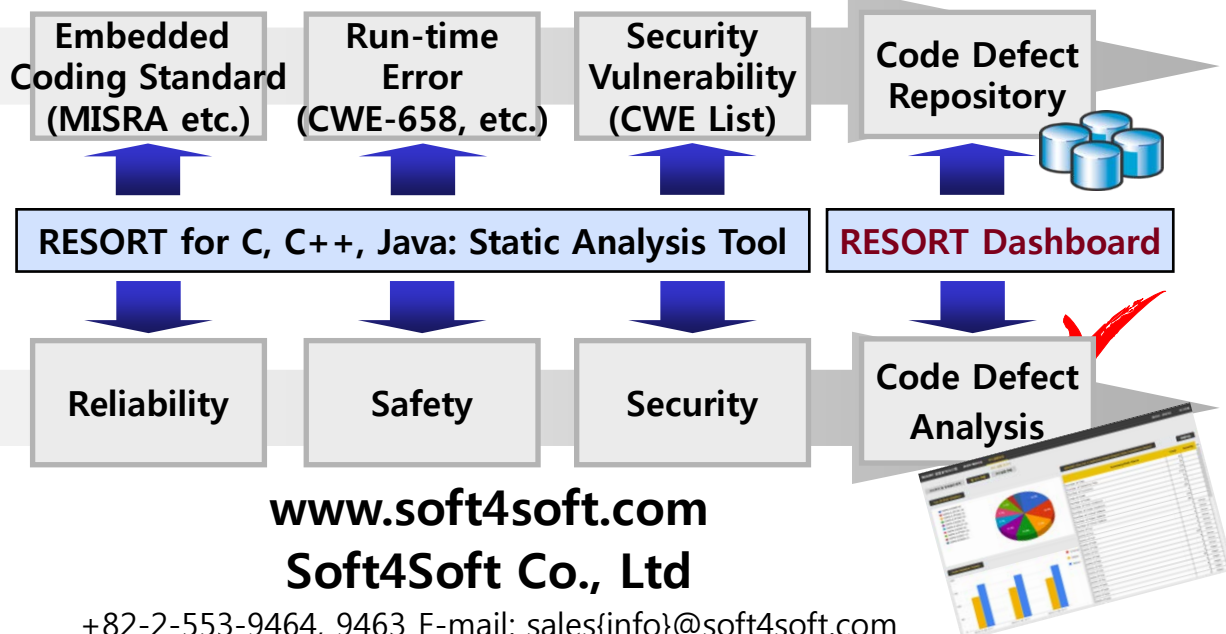 Embedded
Coding Standard
(MISRA etc.)
Run-time
Error
(CWE-658, etc.)
Security
Vulnerability
(CWE List)
Code Defect
Repository
RESORT for C, C++, Java: Static Analysis Tool
RESORT Dashboard
Reliability
Safety
Security
Code Defect
Analysis
www.soft4soft.com
Soft4Soft Co., Ltd
+82-2-553-9464, 9463 E-mail: sales{info}@soft4soft.com